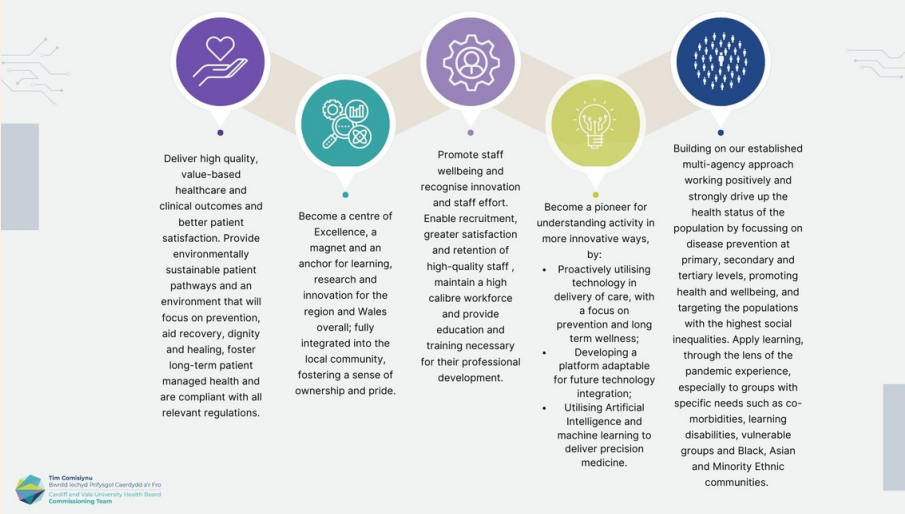 Deliver high quality,
value-based
healthcare and
clinical outcomes and
better patient
satisfaction. Provide
environmentally
sustainable patient
pathways and an
environment that will
focus on prevention,
aid recovery, dignity
and healing, foster
long-term patient
managed health and
are compliant with all
relevant regulations.
Become a centre of
Excellence, a
magnet and an
anchor for learning,
research and
innovation for the
region and Wales
overall; fully
integrated into the
local community,
fostering a sense of
ownership and pride.
Promote staff
wellbeing and
recognise innovation
and staff effort.
Enable recruitment,
greater satisfaction
and retention of
high-quality staff ,
maintain a high
calibre workforce
and provide
education and
training necessary
for their professional
development.
Become a pioneer for
understanding activity in
more innovative ways,
by:
• Proactively utilising
technology in
delivery of care, with
a focus on
prevention and long
term wellness;
• Developing a
platform adaptable
for future technology
integration;
• Utilising Artificial
Intelligence and
machine learning to
deliver precision
medicine.
Building on our established
multi-agency approach
working positively and
strongly drive up the
health status of the
population by focussing on
disease prevention at
primary, secondary and
tertiary levels, promoting
health and wellbeing, and
targeting the populations
with the highest social
inequalities. Apply learning,
through the lens of the
pandemic experience,
especially to groups with
specific needs such as co-
morbidities, learning
disabilities, vulnerable
groups and Black, Asian
and Minority Ethnic
communities.
Tîm Comisiynu
Bwrdd Iechyd Prifysgol Caerdydd a'r Fro
Cardiff and Vale University Health Board
Commissioning Team